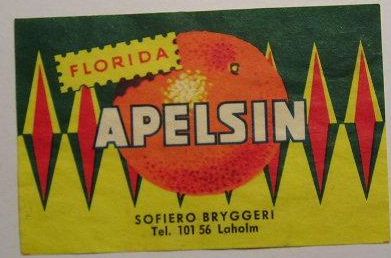 FLORIDA
APELSIN
SOFIERO BRYGGERI
Tel. 101 56 Laholm